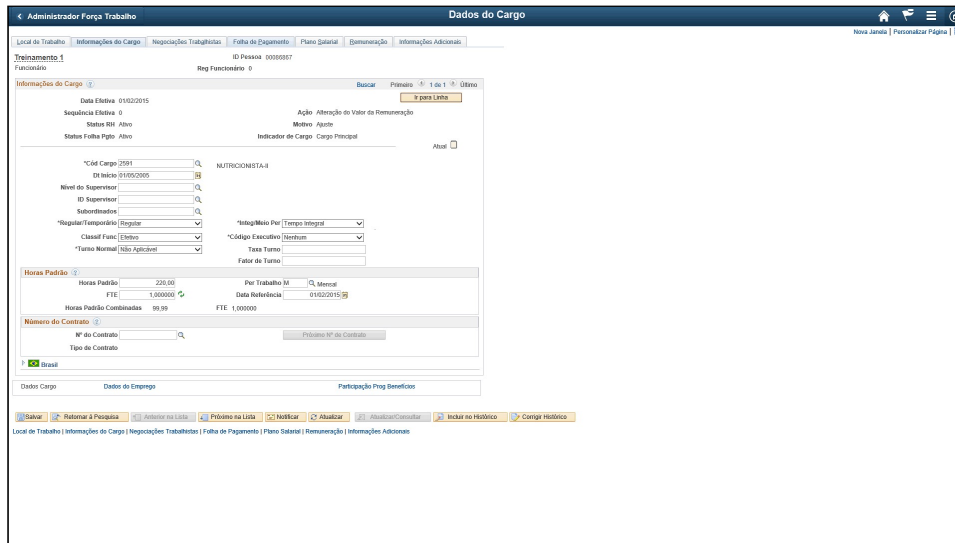 Administrador Força Trabalho Dados do Cargo
Nova Janela | Personalizar Página |
Local de Trabalho Informações do Cargo Negociações Trabalhistas Folha de Pagamento Plano Salarial Remuneração Informações Adicionais
Treinamento 1 ID Pessoa 00086867
Funcionário Reg Funcionário 0
Informações do Cargo Buscar Primeiro 1 de 1 Último
Data Efetiva 01/02/2015 Ir para Linha
Sequência Efetiva 0 Ação Alteração do Valor da Remuneração
Status RH Ativo Motivo Ajuste
Status Folha Pgto Ativo Indicador de Cargo Cargo Principal
Atual
*Cód Cargo 2591 NUTRICIONISTA-II
Dt Início 01/05/2005
Nível do Supervisor
ID Supervisor
Subordinados
*Regular/Temporário Regular *Integ/Meio Per Tempo Integral
Classif Func Efetivo *Código Executivo Nenhum
*Turno Normal Não Aplicável Taxa Turno
Fator de Turno
Horas Padrão
Horas Padrão 220,00 Per Trabalho M Mensal
FTE 1,000000 Data Referência 01/02/2015
Horas Padrão Combinadas 99,99 FTE 1,000000
Número do Contrato
Nº do Contrato Próximo Nº de Contrato
Tipo de Contrato
Brasil
Dados Cargo Dados do Emprego Participação Prog Benefícios
Salvar Retornar à Pesquisa Anterior na Lista Próximo na Lista Notificar Atualizar Atualizar/Consultar Incluir no Histórico Corrigir Histórico
Local de Trabalho | Informações do Cargo | Negociações Trabalhistas | Folha de Pagamento | Plano Salarial | Remuneração | Informações Adicionais